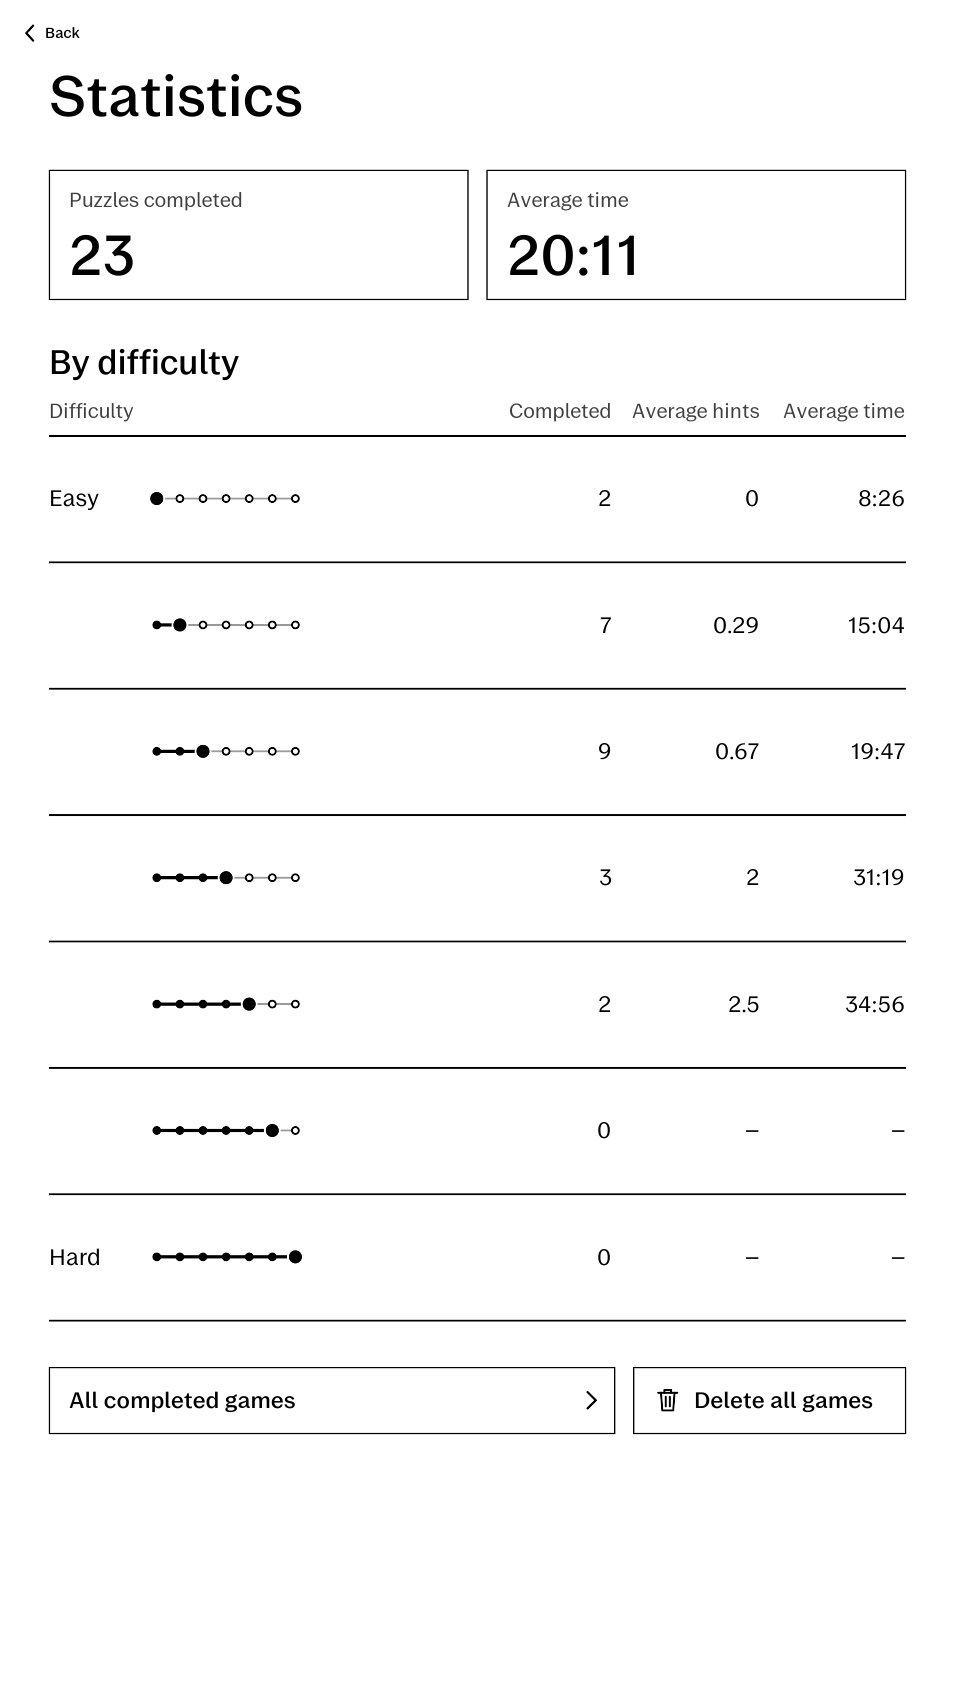 Back
Statistics
Puzzles completed
23
Average time
20:11
By difficulty
Difficulty Completed Average hints Average time
Easy 2 0 8:26
7 0.29 15:04
9 0.67 19:47
3 2 31:19
2 2.5 34:56
0 – –
Hard 0 – –
All completed games
Delete all games